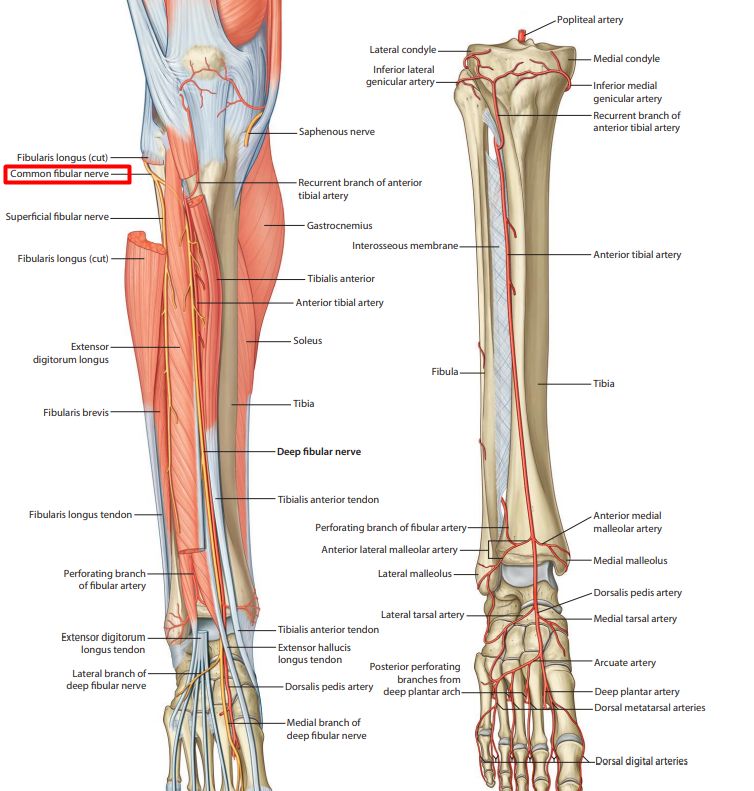 Fibularis longus (cut)
Common fibular nerve
Superficial fibular nerve
Fibularis longus (cut)
Extensor
digitorum longus
Fibularis brevis
Fibularis longus tendon
Perforating branch
of fibular artery
Extensor digitorum
longus tendon
Lateral branch of
deep fibular nerve
Saphenous nerve
Recurrent branch of anterior
tibial artery
Gastrocnemius
Tibialis anterior
Anterior tibial artery
Soleus
Tibia
Deep fibular nerve
Tibialis anterior tendon
Tibialis anterior tendon
Extensor hallucis
longus tendon
Dorsalis pedis artery
Medial branch of
deep fibular nerve
Popliteal artery
Lateral condyle
Inferior lateral
genicular artery
Interosseous membrane
Fibula
Perforating branch of fibular artery
Anterior lateral malleolar artery
Lateral malleolus
Lateral tarsal artery
Posterior perforating
branches from
deep plantar arch
Medial condyle
Inferior medial
genicular artery
Recurrent branch of
anterior tibial artery
Anterior tibial artery
Tibia
Anterior medial
malleolar artery
Medial malleolus
Dorsalis pedis artery
Medial tarsal artery
Arcuate artery
Deep plantar artery
Dorsal metatarsal arteries
Dorsal digital arteries